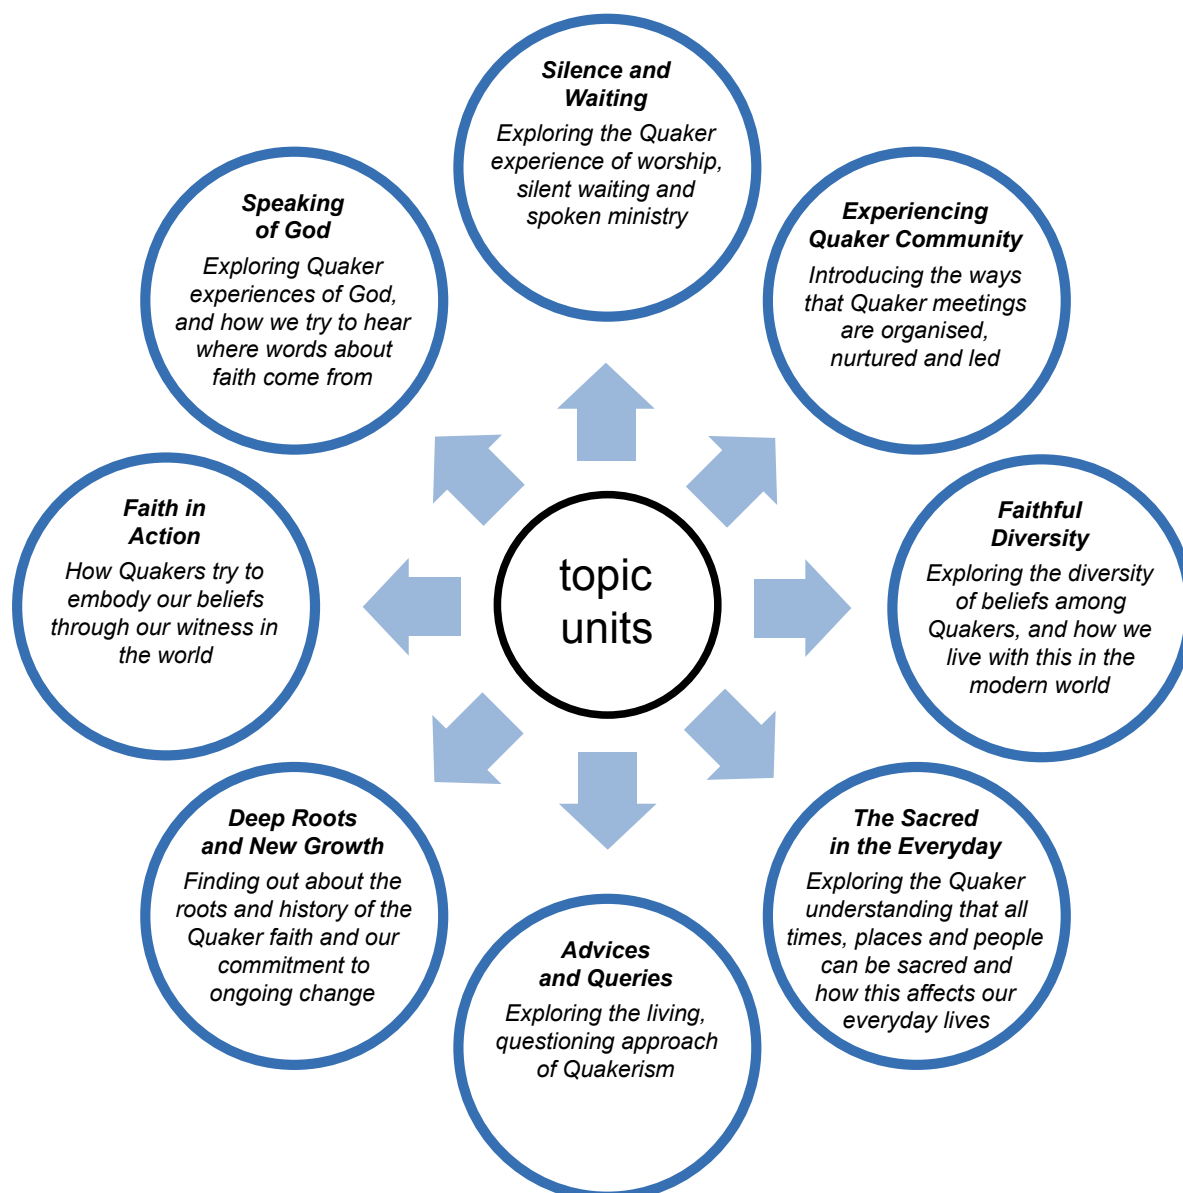 Silence and
Waiting
Exploring the Quaker
experience of worship,
silent waiting and
spoken ministry
Experiencing
Quaker Community
Introducing the ways
that Quaker meetings
are organised,
nurtured and led
Faithful
Diversity
Exploring the diversity
of beliefs among
Quakers, and how we
live with this in the
modern world
The Sacred
in the Everyday
Exploring the Quaker
understanding that all
times, places and people
can be sacred and
how this affects our
everyday lives
Advices
and Queries
Exploring the living,
questioning approach
of Quakerism
Deep Roots
and New Growth
Finding out about the
roots and history of the
Quaker faith and our
commitment to
ongoing change
Faith in
Action
How Quakers try to
embody our beliefs
through our witness in
the world
Speaking
of God
Exploring Quaker
experiences of God,
and how we try to hear
where words about
faith come from
topic
units